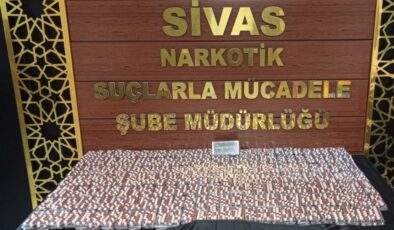 SİVAS
NARKOTİK
SUÇLARLA MÜCADELE
ŞUBE MÜDÜRLÜĞÜ